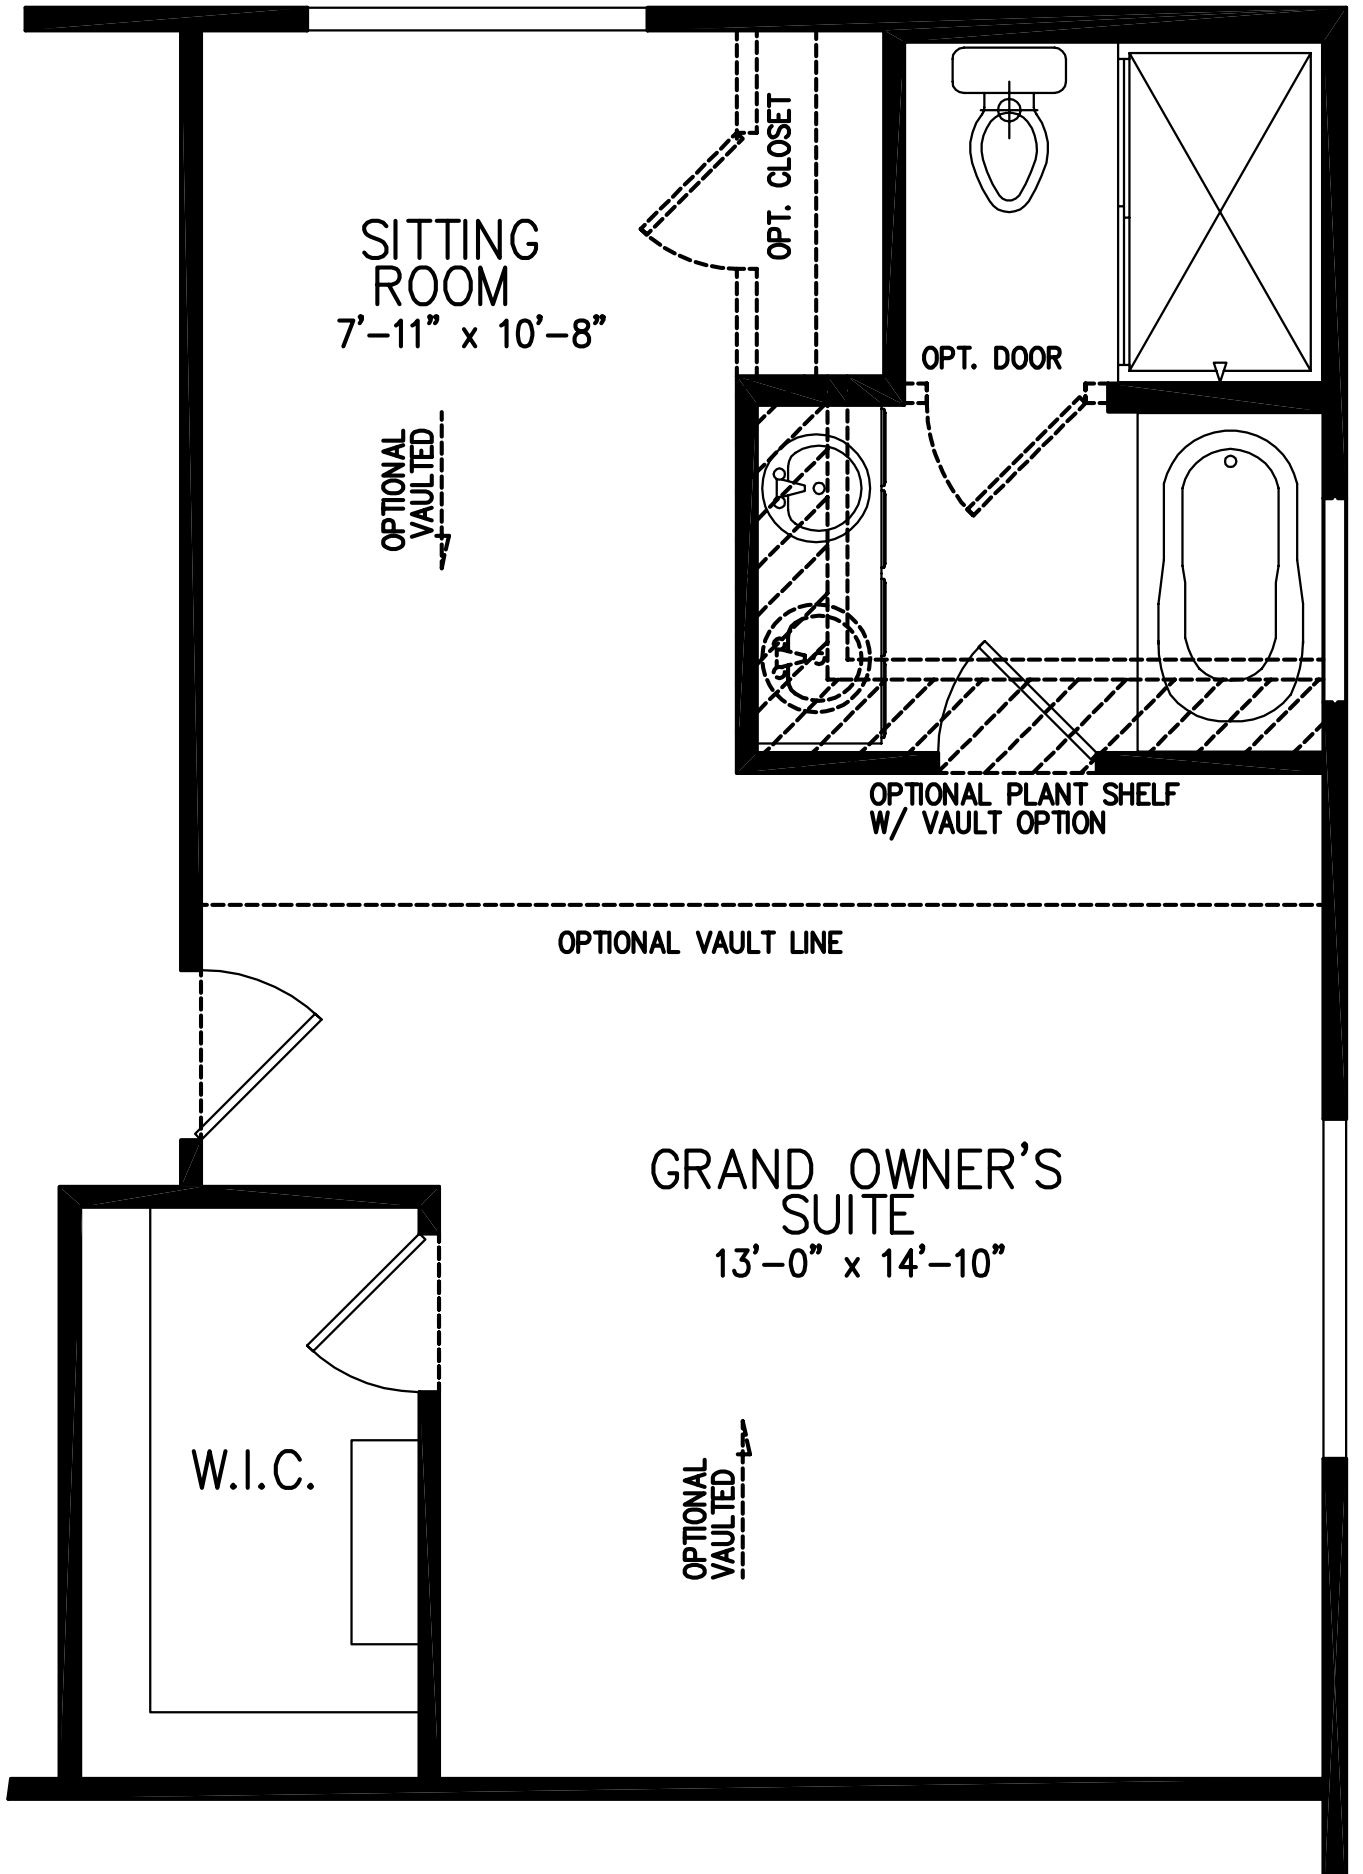 OPT. CLOSET
SITTING
ROOM
7'-11" x 10'-8"
OPT. DOOR
OPTIONAL
VAULTED
OPTIONAL PLANT SHELF
W/ VAULT OPTION
OPTIONAL VAULT LINE
GRAND OWNER'S
SUITE
13'-0" x 14'-10"
W.I.C.
OPTIONAL
VAULTED